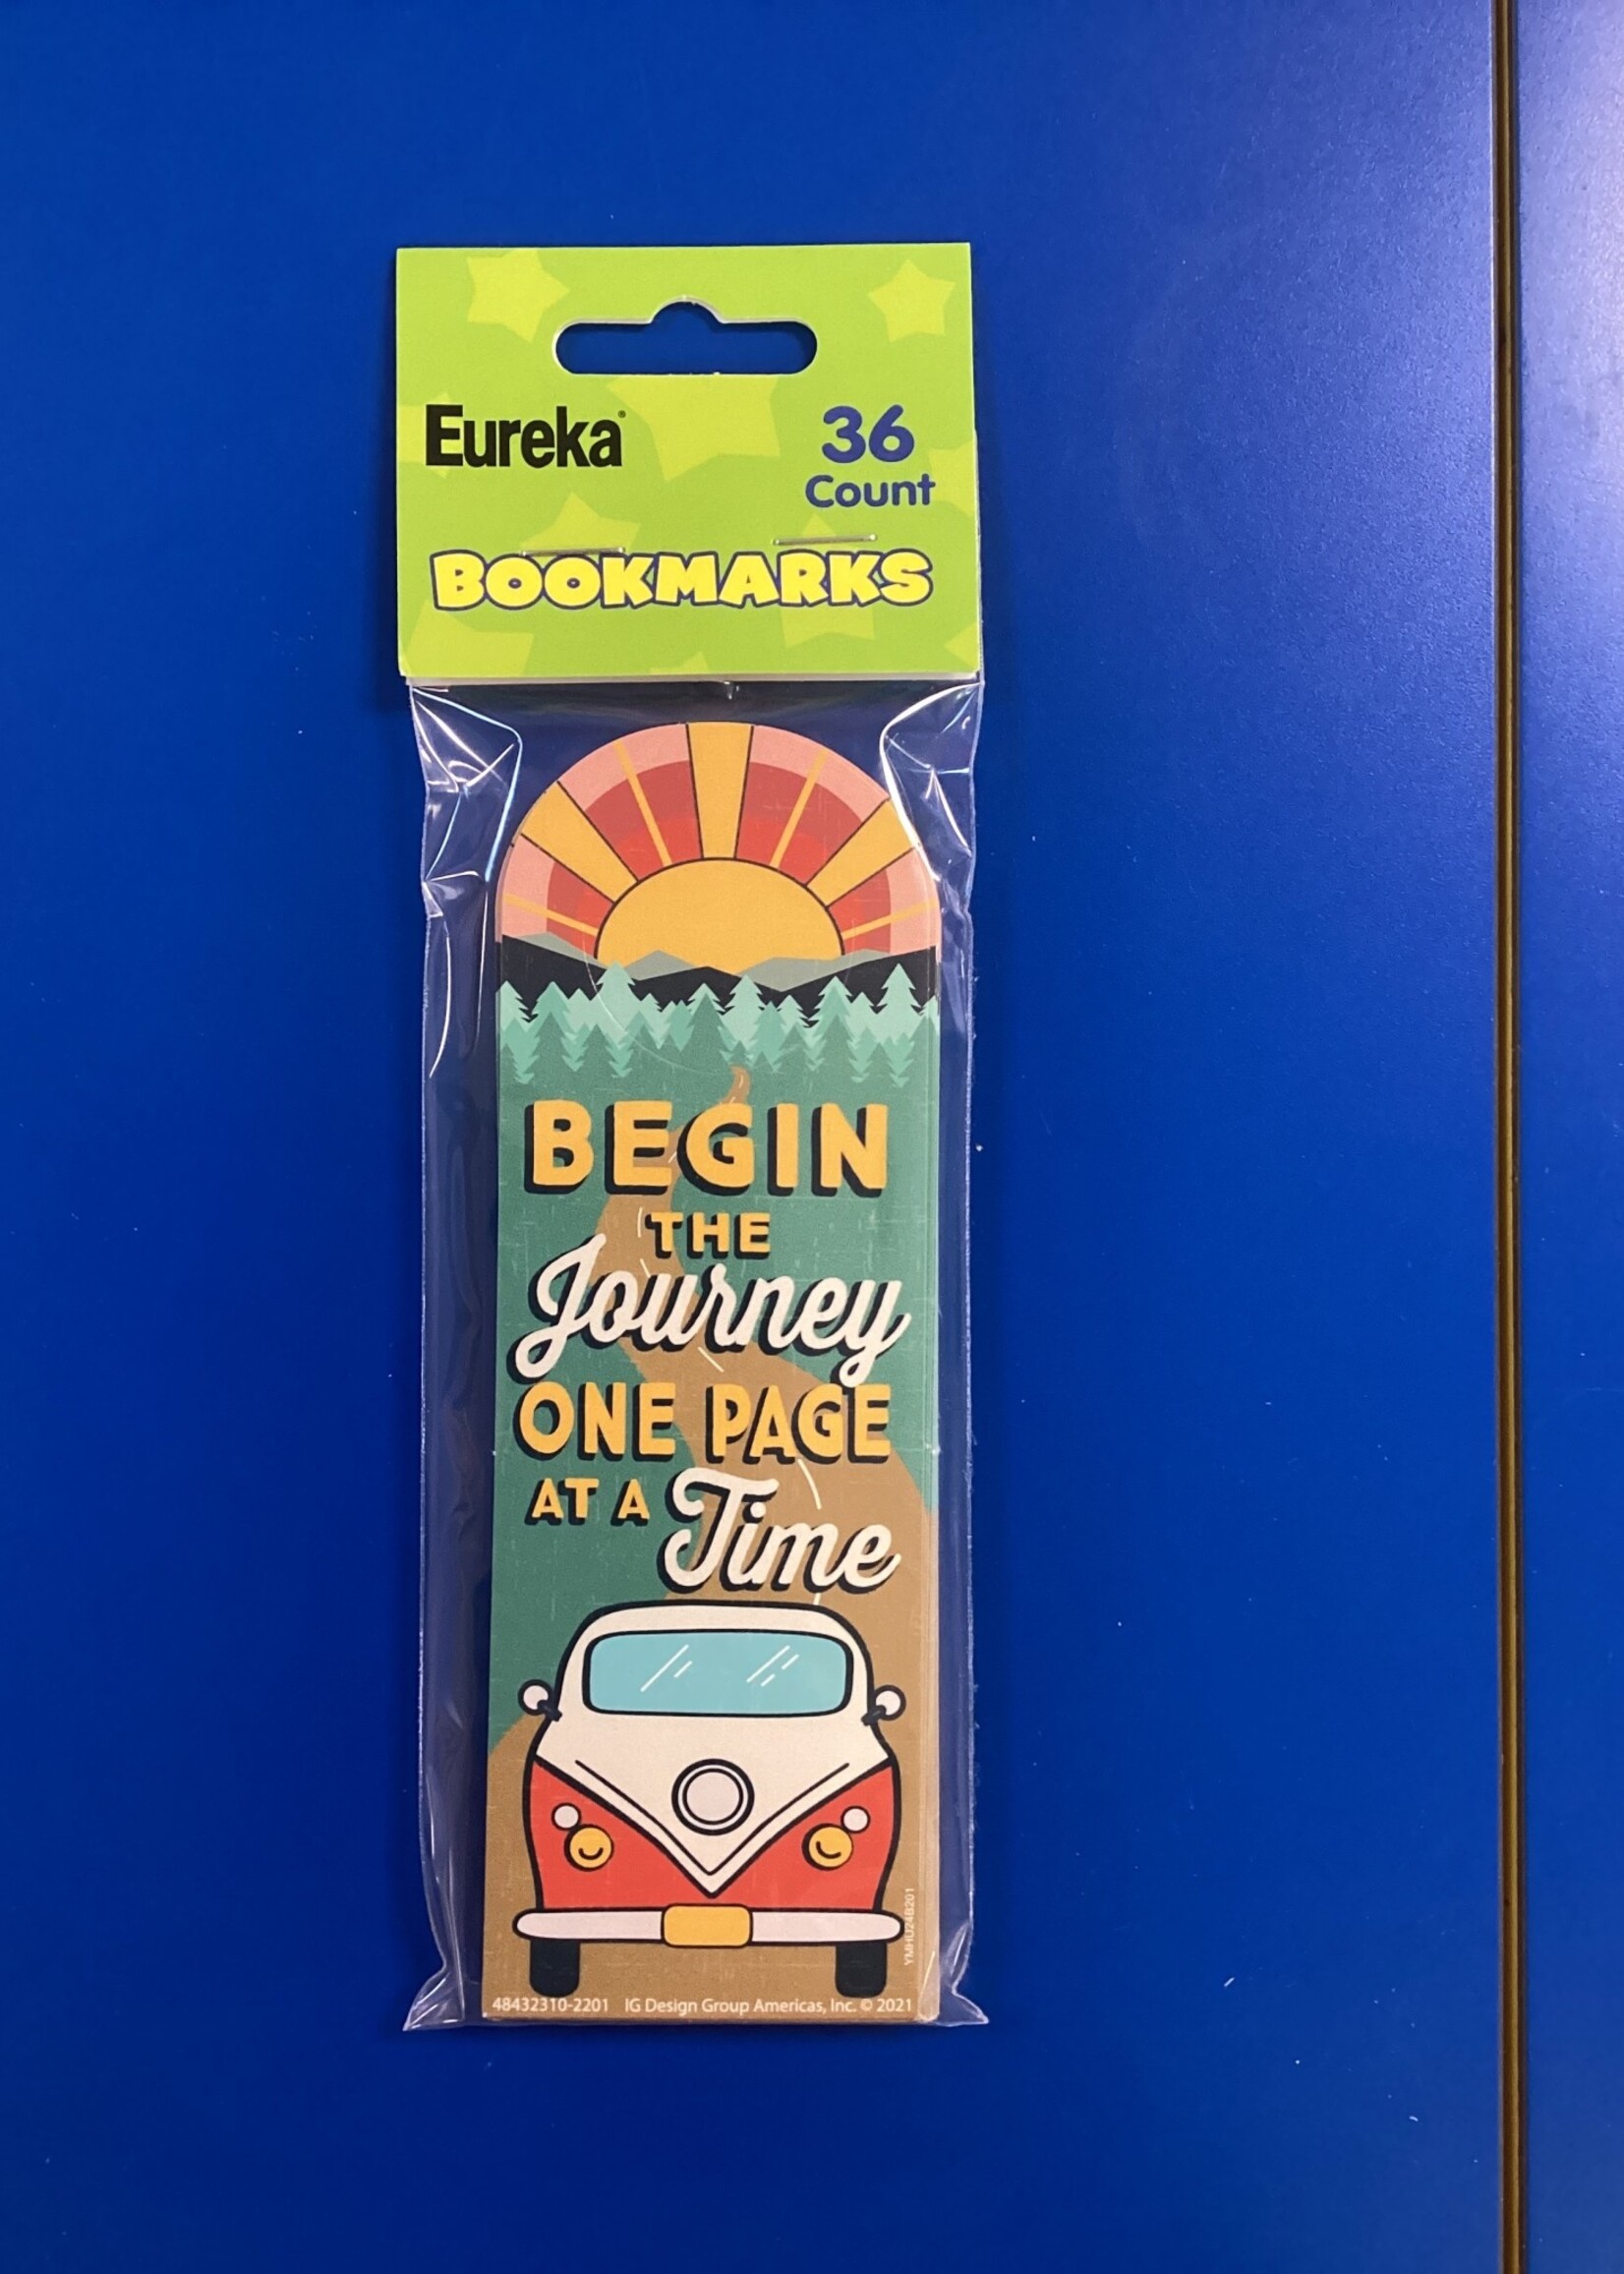 Eureka®
36
Count
BOOKMARKS
BEGIN
THE
Journey
ONE PAGE
AT A Time
YMHU24B201
48432310-2201 IG Design Group Americas, Inc. © 2021